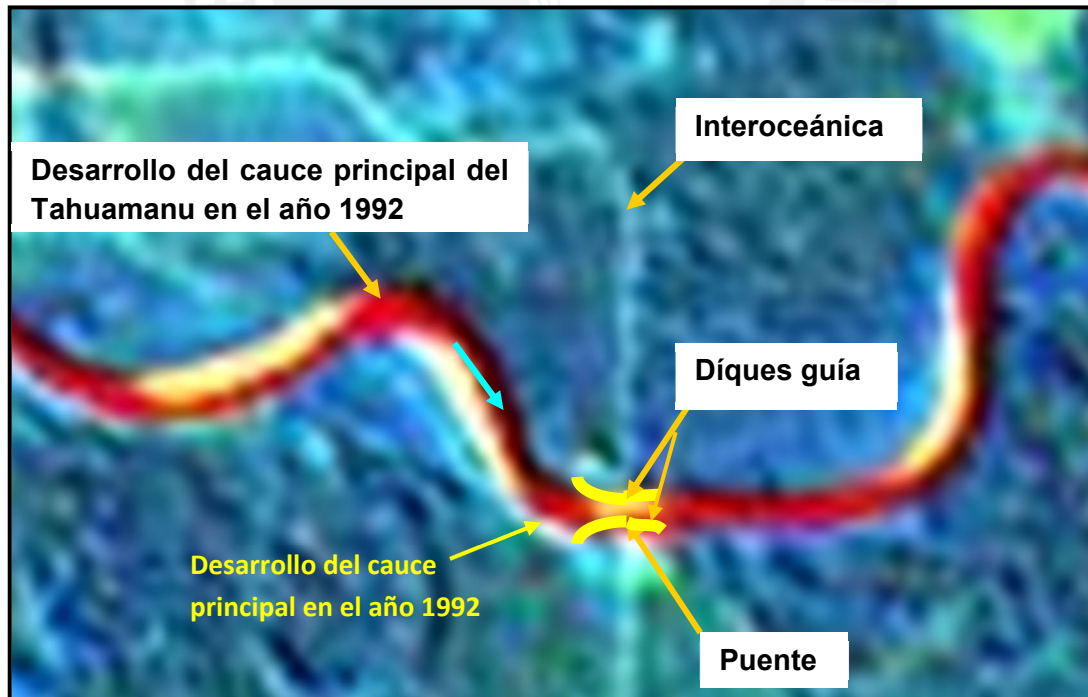 Interoceánica
Desarrollo del cauce principal del
Tahuamanu en el año 1992
Díques guía
Desarrollo del cauce
principal en el año 1992
Puente